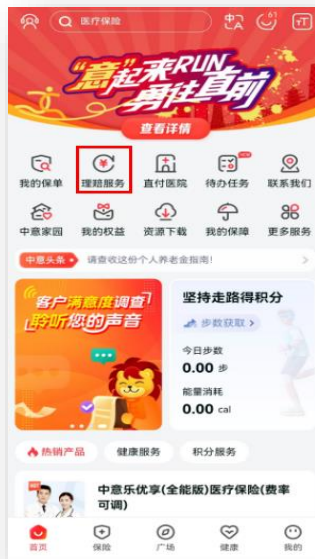 医疗保险
中A
61
"意"起来RUN
勇往直前
查看详情
我的保单 理赔服务 直付医院 待办任务 联系我们
中意家园 我的权益 资源下载 我的保障 更多服务
中意头条 请查收这份个人养老金指南!
客户满意度调查
聆听您的声音
坚持走路得积分
步数获取 >
今日步数
0.00 步
能量消耗
0.00 cal
热销产品 健康服务 积分服务
中意乐优享(全能版)医疗保险(费率
可调)
首页 保险 广场 健康 我的